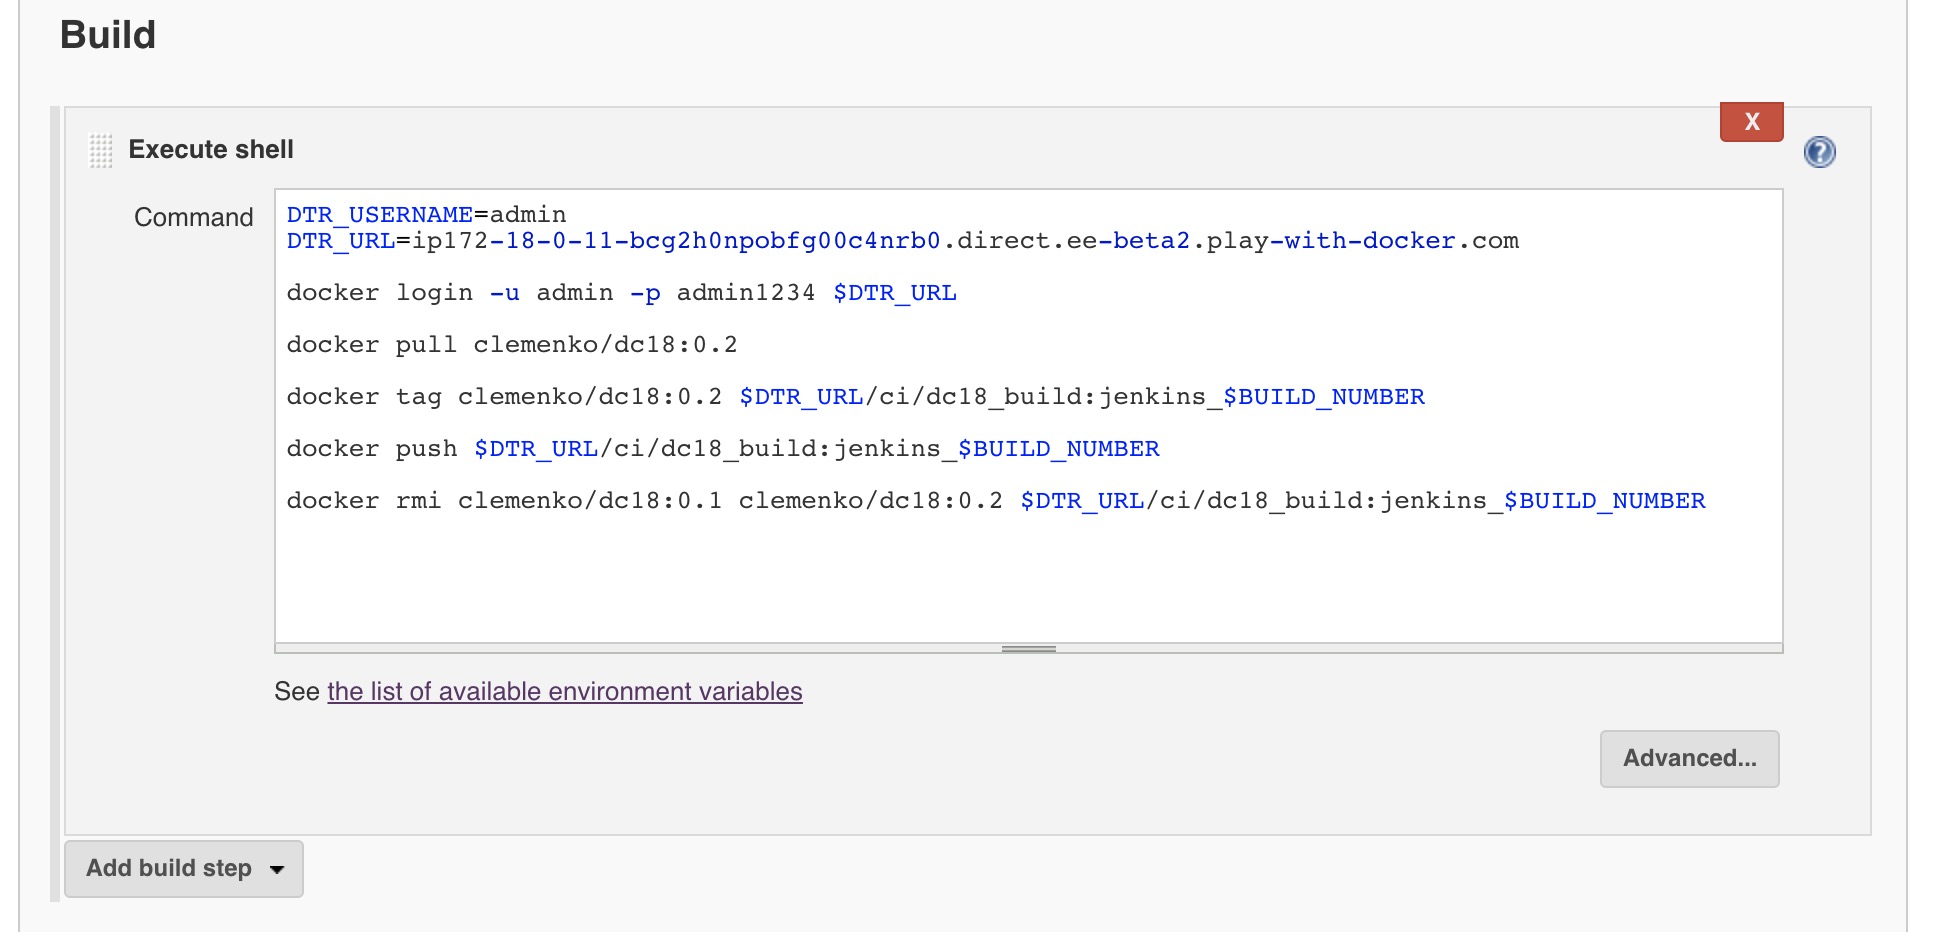 Build
X
Execute shell
?
Command
DTR_USERNAME=admin
DTR_URL=ip172-18-0-11-bcg2h0npobfg00c4nrb0.direct.ee-beta2.play-with-docker.com
docker login -u admin -p admin1234 $DTR_URL
docker pull clemenko/dc18:0.2
docker tag clemenko/dc18:0.2 $DTR_URL/ci/dc18_build:jenkins_$BUILD_NUMBER
docker push $DTR_URL/ci/dc18_build:jenkins_$BUILD_NUMBER
docker rmi clemenko/dc18:0.1 clemenko/dc18:0.2 $DTR_URL/ci/dc18_build:jenkins_$BUILD_NUMBER
See the list of available environment variables
Advanced...
Add build step